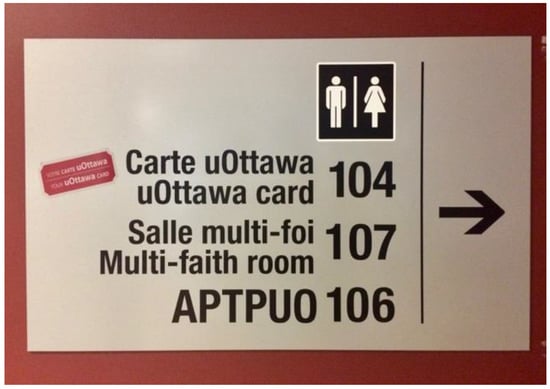 Carte uOttawa
uOttawa card 104
VOTRE CARTE uOttawa
YOUR uOttawa CARD
Salle multi-foi
Multi-faith room 107
APTPUO 106